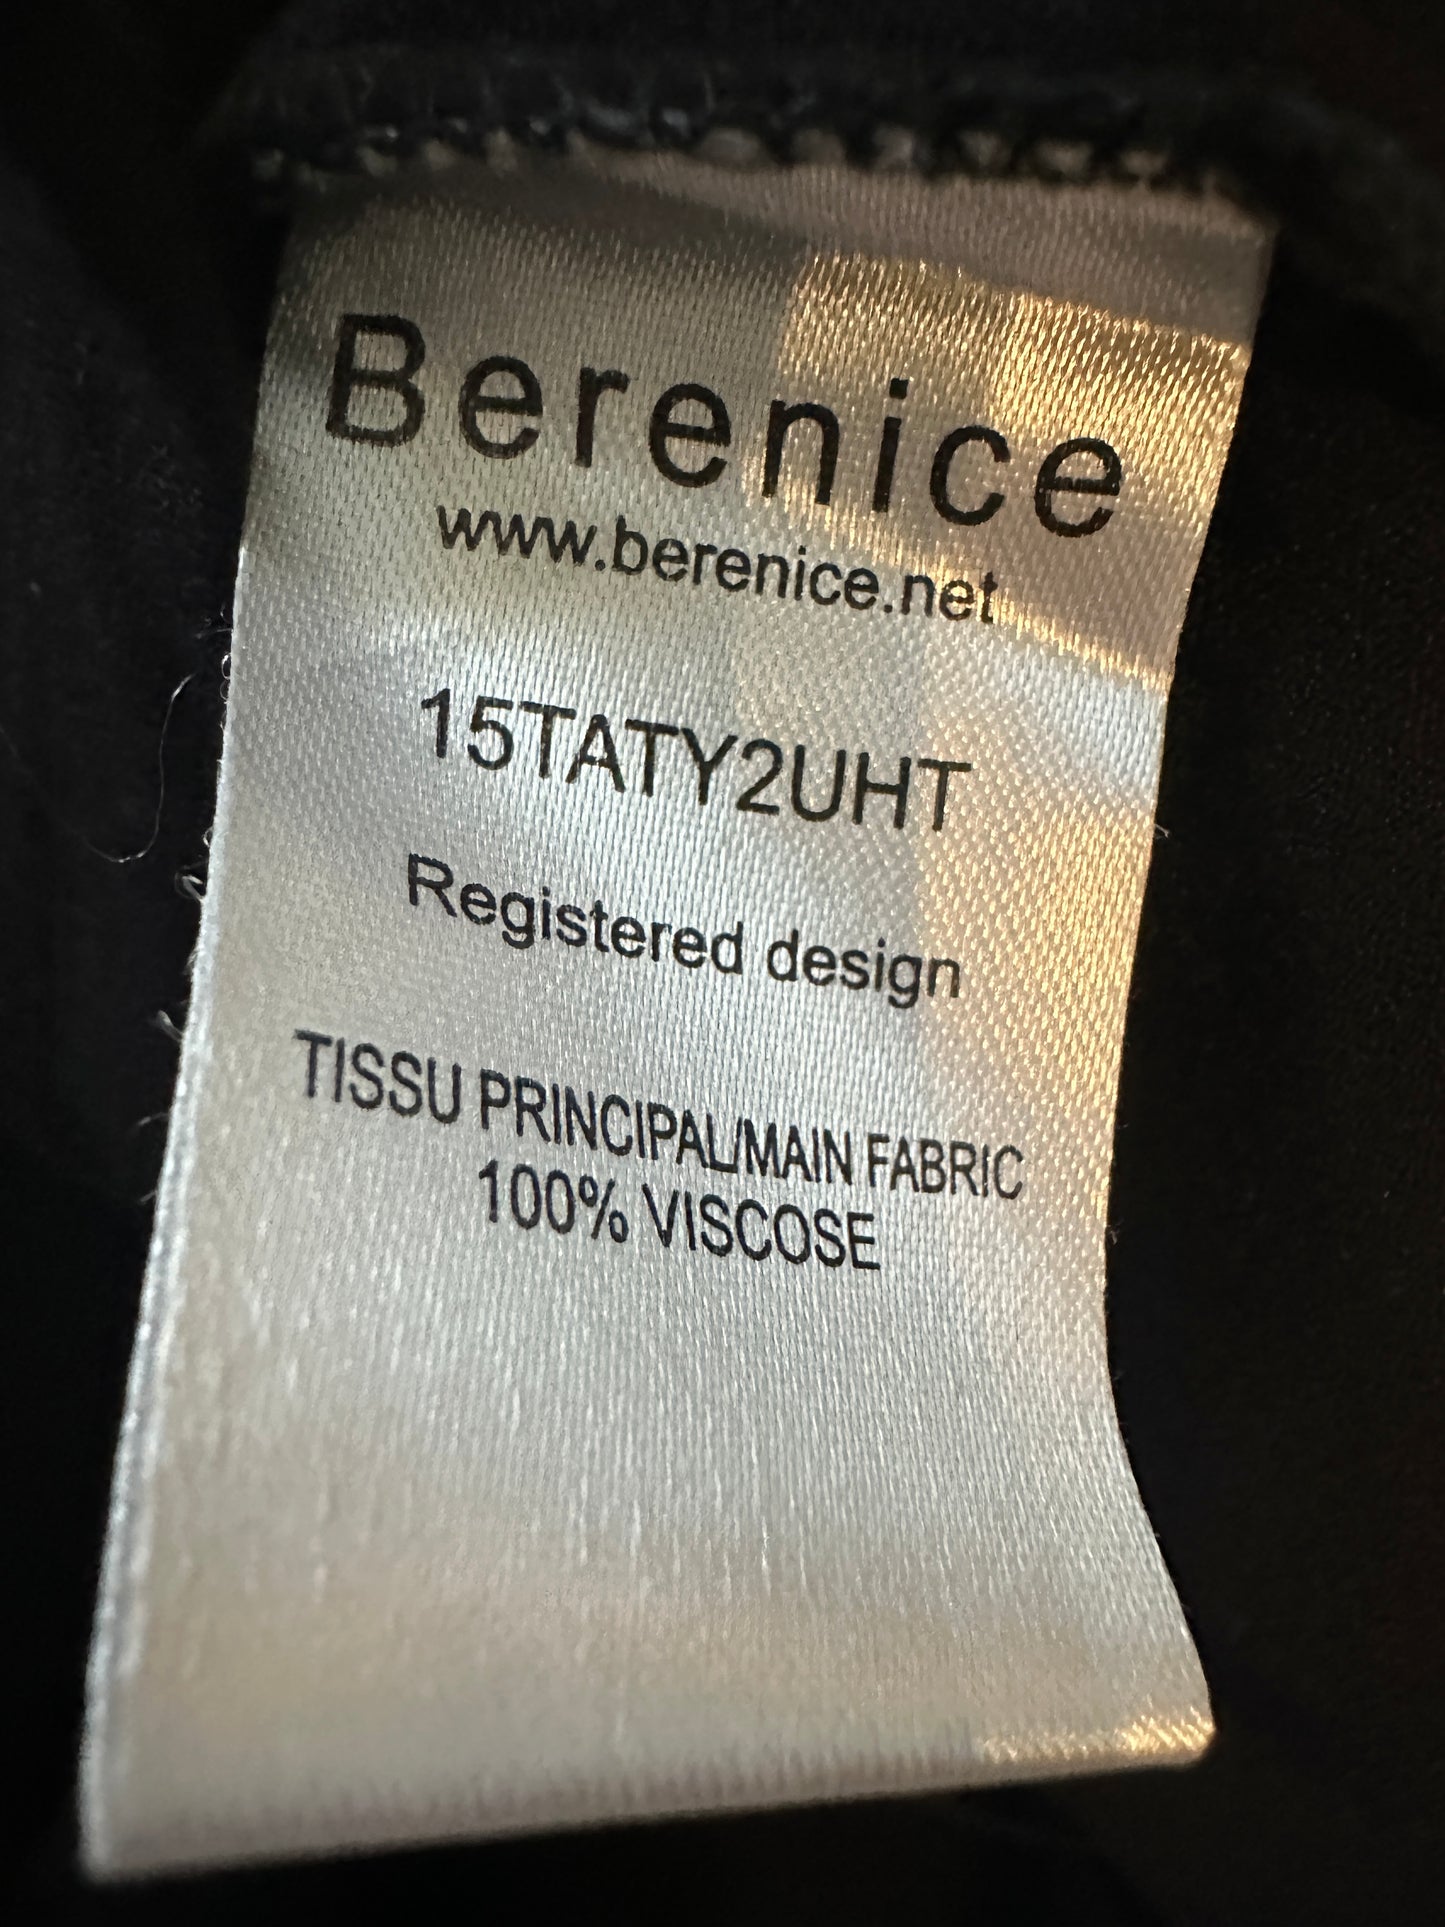 Berenice
www.berenice.net
15TATY2UHT
Registered design
TISSU PRINCIPAL/MAIN FABRIC
100% VISCOSE